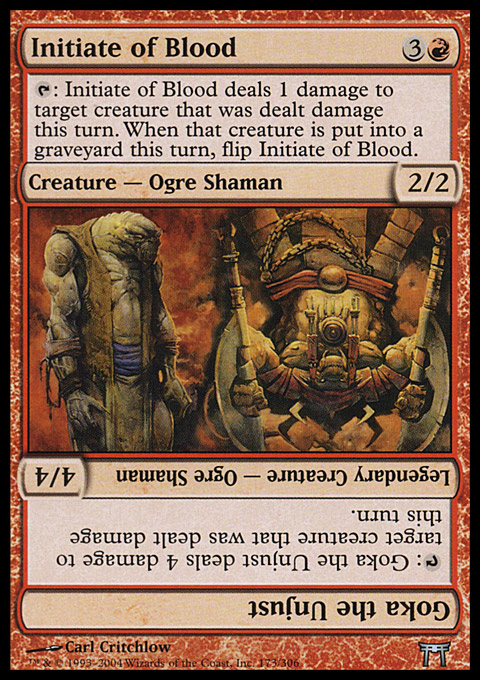 Initiate of Blood
3
: Initiate of Blood deals 1 damage to
target creature that was dealt damage
this turn. When that creature is put into a
graveyard this turn, flip Initiate of Blood.
Creature — Ogre Shaman
2/2
Goka the Unjust
: Goka the Unjust deals 4 damage to
target creature that was dealt damage
this turn.
Legendary Creature — Ogre Shaman
4/4
Carl Critchlow
™ & © 1993–2004 Wizards of the Coast, Inc. 173/306